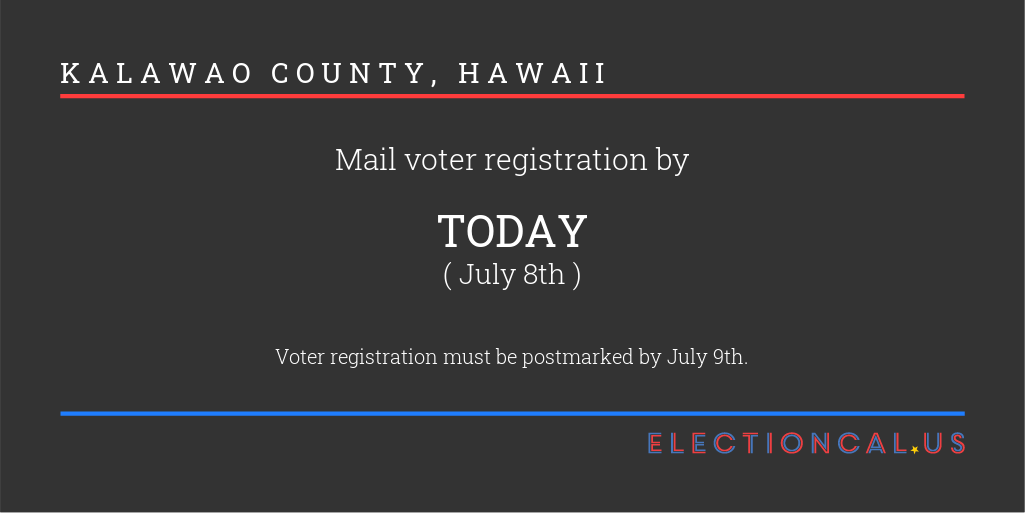 KALAWAO COUNTY, HAWAII
Mail voter registration by
TODAY
( July 8th )
Voter registration must be postmarked by July 9th.
ELECTIONCAL.US